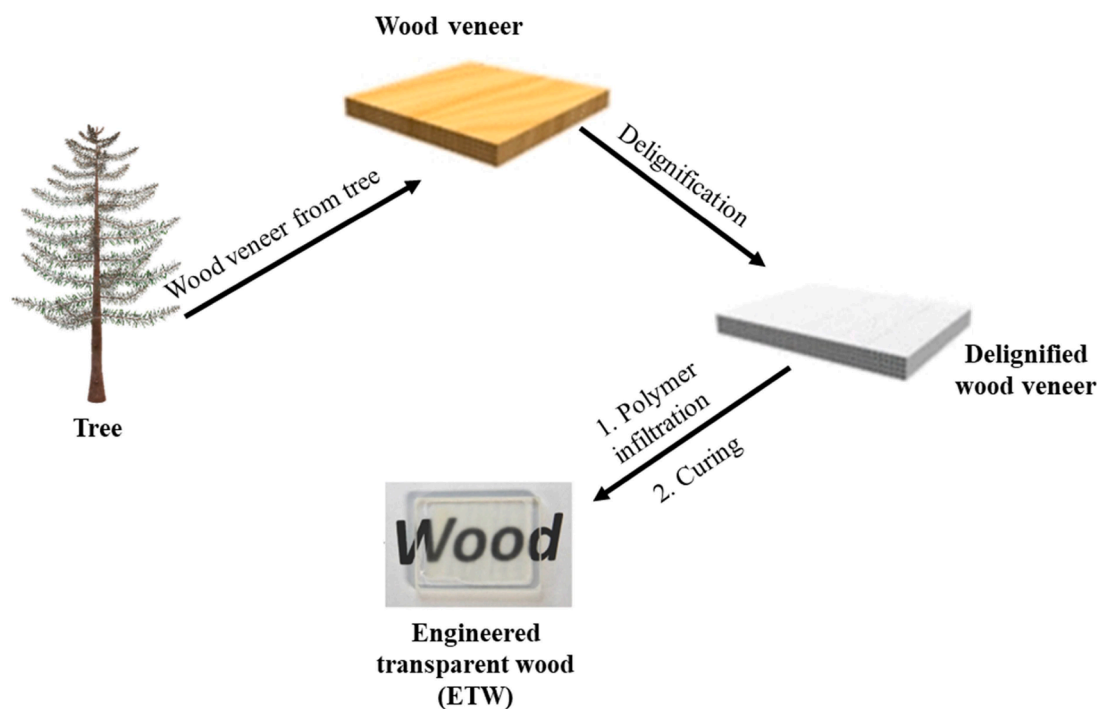 Wood veneer
Wood veneer from tree
Delignification
Tree
Delignified
wood veneer
1. Polymer
infiltration
2. Curing
Wood
Engineered
transparent wood
(ETW)